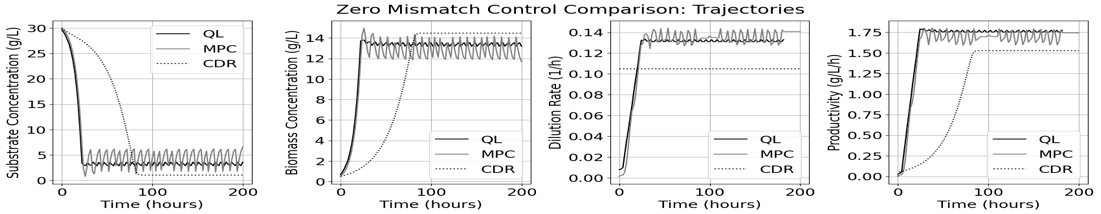 Zero Mismatch Control Comparison: Trajectories
Substrate Concentration (g/L)
30
25
20
15
10
5
0
0
100
200
Time (hours)
QL
MPC
CDR
Biomass Concentration (g/L)
14
12
10
8
6
4
2
0
0
100
200
Time (hours)
QL
MPC
CDR
Dilution Rate (1/h)
0.14
0.12
0.10
0.08
0.06
0.04
0.02
0.00
0
100
200
Time (hours)
QL
MPC
CDR
Productivity (g/L/h)
1.75
1.50
1.25
1.00
0.75
0.50
0.25
0.00
0
100
200
Time (hours)
QL
MPC
CDR